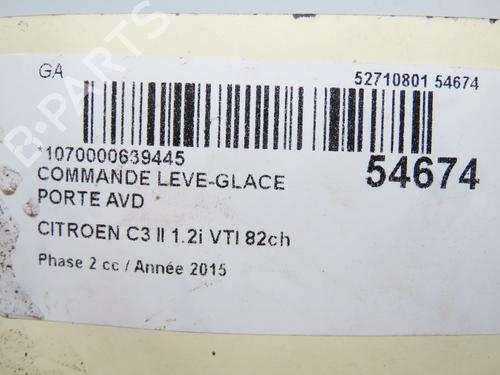 GA
52710801 54674
*1070000639445
54674
COMMANDE LEVE-GLACE
PORTE AVD
CITROEN C3 II 1.2i VTI 82ch
Phase 2 cc / Année 2015
B-PARTS